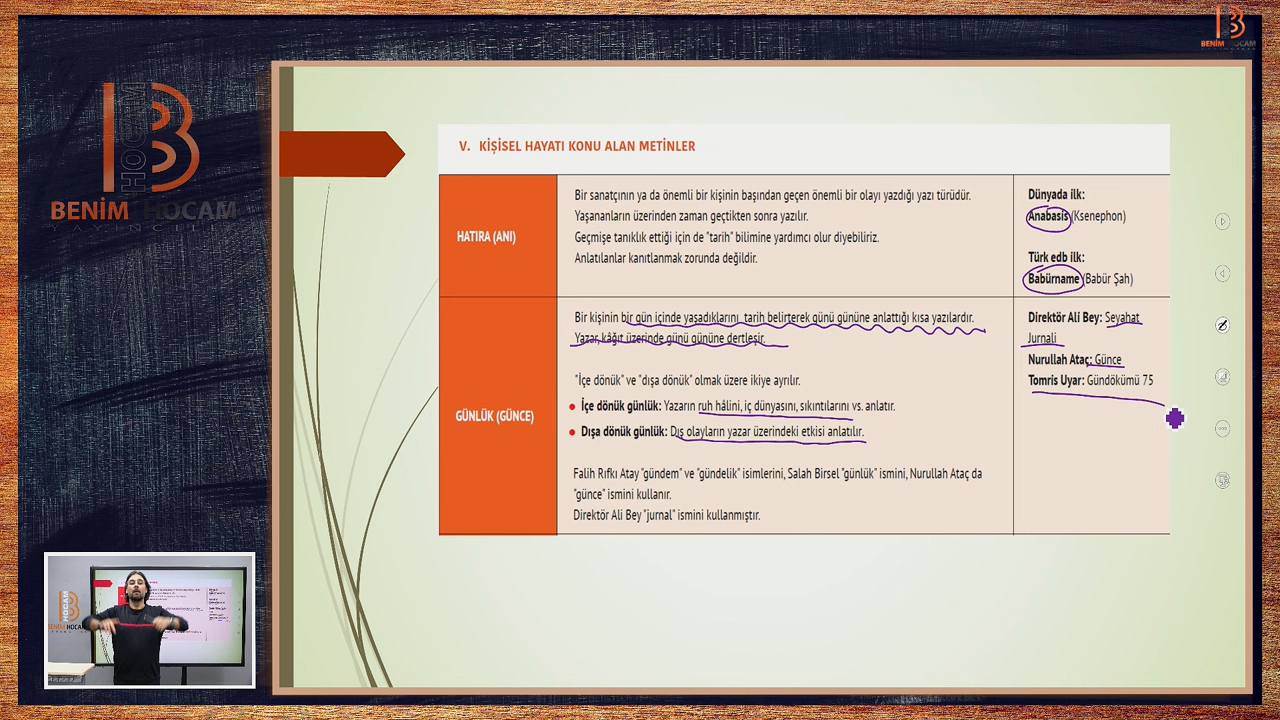 BENİM HOCAM
HOCAM
BENİM HOCAM
V. KİŞİSEL HAYATI KONU ALAN METİNLER
HATIRA (ANI)
Bir sanatçının ya da önemli bir kişinin başından geçen önemli bir olayı yazdığı yazı türüdür.
Yaşananların üzerinden zaman geçtikten sonra yazılır.
Geçmişe tanıklık ettiği için de "tarih" bilimine yardımcı olur diyebiliriz.
Anlatılanlar kanıtlanmak zorunda değildir.
Dünyada ilk:
Anabasis (Ksenephon)
Türk edb ilk:
Babürname (Babür Şah)
GÜNLÜK (GÜNCE)
Bir kişinin bir gün içinde yaşadıklarını tarih belirterek günü gününe anlattığı kısa yazılardır.
Yazar, kâğıt üzerinde günü gününe dertleşir.
"İçe dönük" ve "dışa dönük" olmak üzere ikiye ayrılır.
● İçe dönük günlük: Yazarın ruh hâlini, iç dünyasını, sıkıntılarını vs. anlatır.
● Dışa dönük günlük: Dış olayların yazar üzerindeki etkisi anlatılır.
Falih Rıfkı Atay "gündem" ve "gündelik" isimlerini, Salah Birsel "günlük" ismini, Nurullah Ataç da
"günce" ismini kullanır.
Direktör Ali Bey "jurnal" ismini kullanmıştır.
Direktör Ali Bey: Seyahat
Jurnali
Nurullah Ataç: Günce
Tomris Uyar: Gündökümü 75
HOCAM
BENİM HOCAM